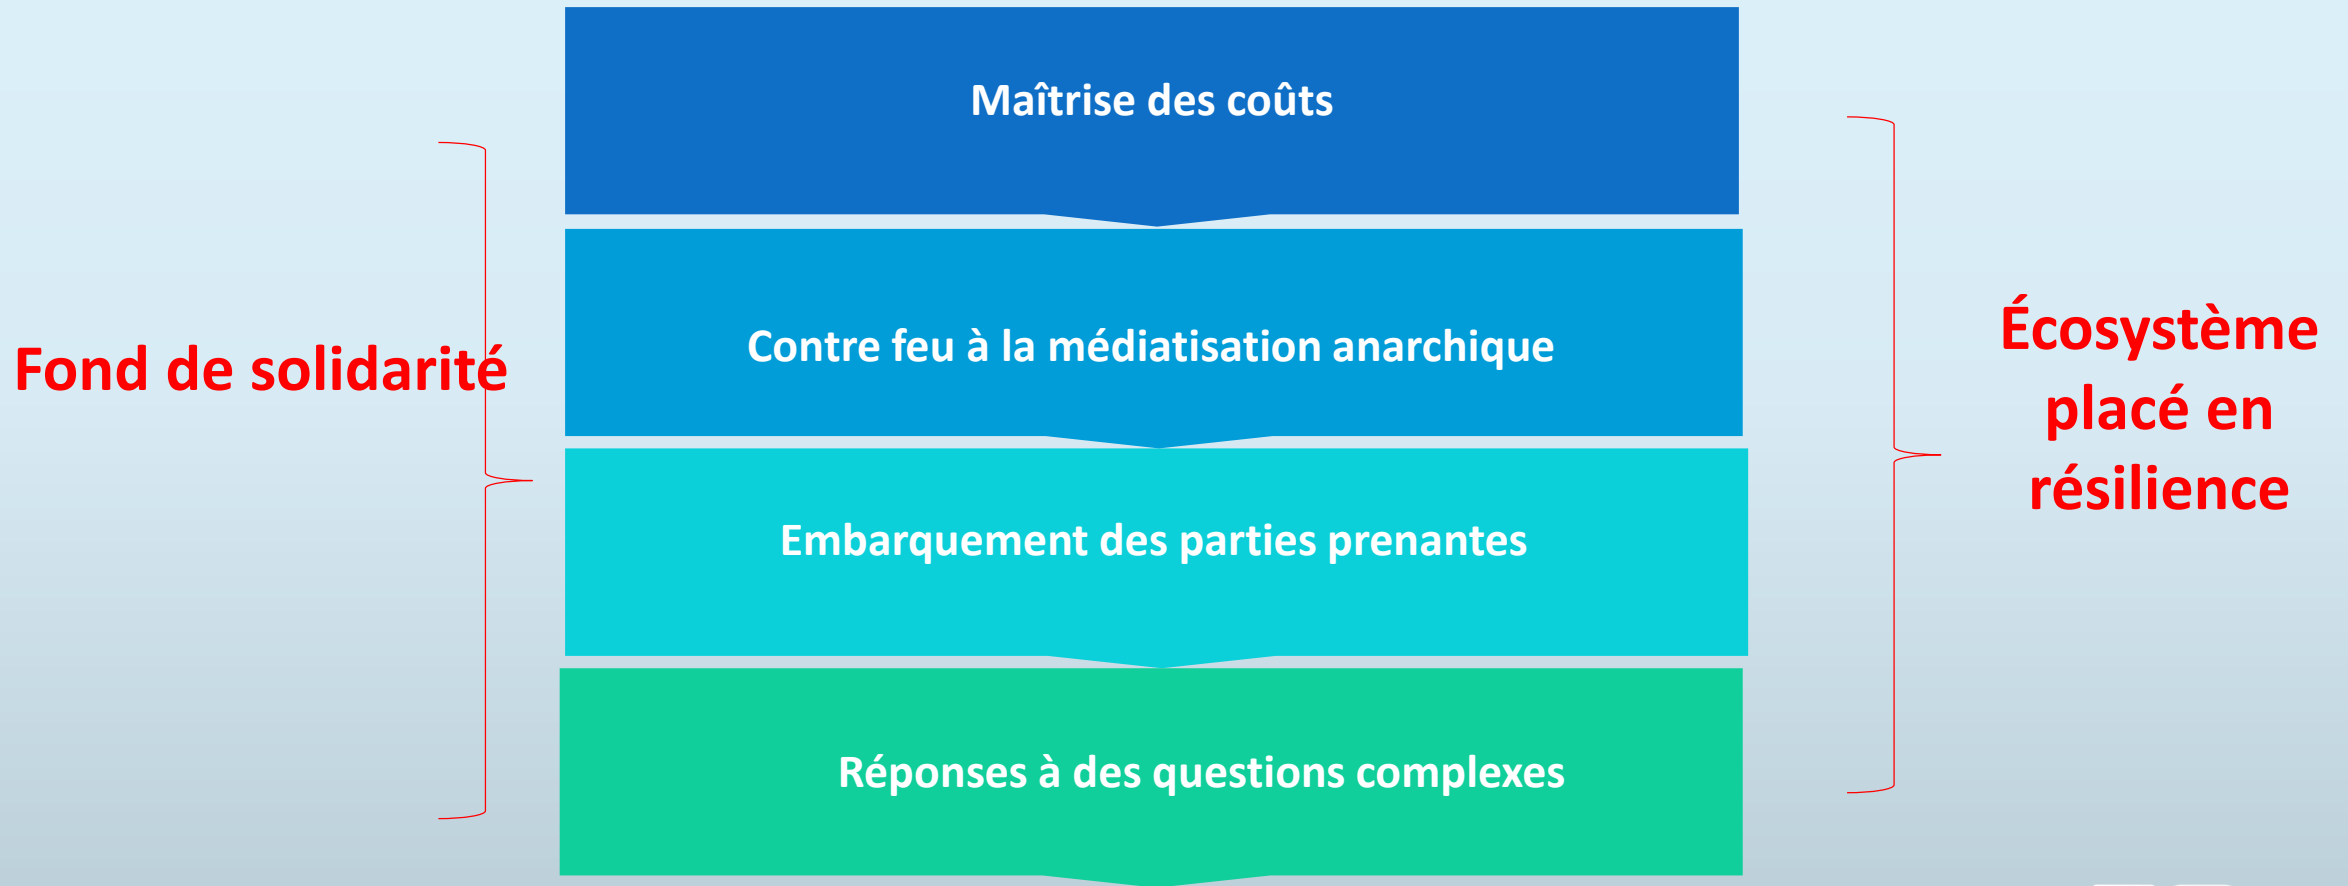 Maîtrise des coûts
Contre feu à la médiatisation anarchique
Embarquement des parties prenantes
Réponses à des questions complexes
Fond de solidarité
Écosystème
placé en
résilience